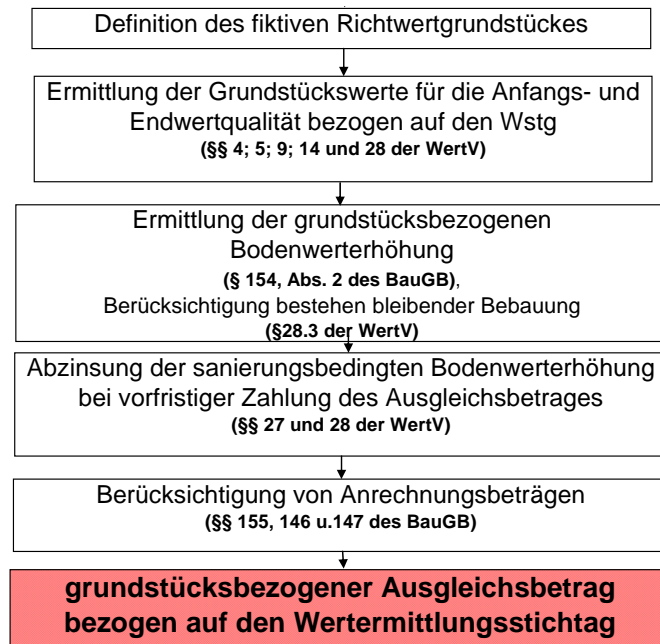 Definition des fiktiven Richtwertgrundstückes
Ermittlung der Grundstückswerte für die Anfangs- und
Endwertqualität bezogen auf den Wstg
(§§ 4; 5; 9; 14 und 28 der WertV)
Ermittlung der grundstücksbezogenen
Bodenwerterhöhung
(§ 154, Abs. 2 des BauGB),
Berücksichtigung bestehen bleibender Bebauung
(§28.3 der WertV)
Abzinsung der sanierungsbedingten Bodenwerterhöhung
bei vorfristiger Zahlung des Ausgleichsbetrages
(§§ 27 und 28 der WertV)
Berücksichtigung von Anrechnungsbeträgen
(§§ 155, 146 u.147 des BauGB)
grundstücksbezogener Ausgleichsbetrag
bezogen auf den Wertermittlungsstichtag